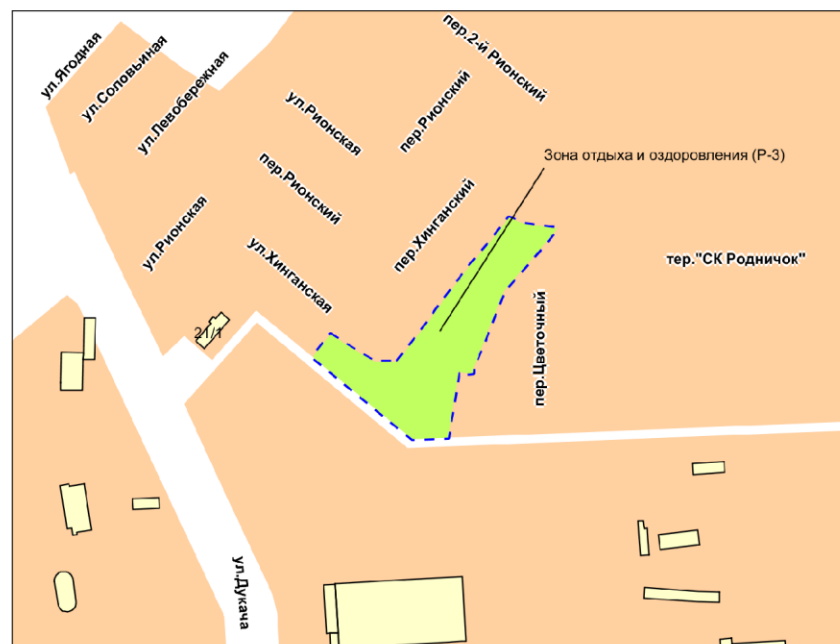 ул.Ягодная
ул.Соловьиная
ул.Левобережная
пер.2-й Рионский
ул.Рионская
пер.Рионский
пер.Рионский
Зона отдыха и оздоровления (Р-3)
ул.Рионская
ул.Хинганская
пер.Хинганский
тер."СК Родничок"
21/1
пер.Цветочный
ул.Дукача